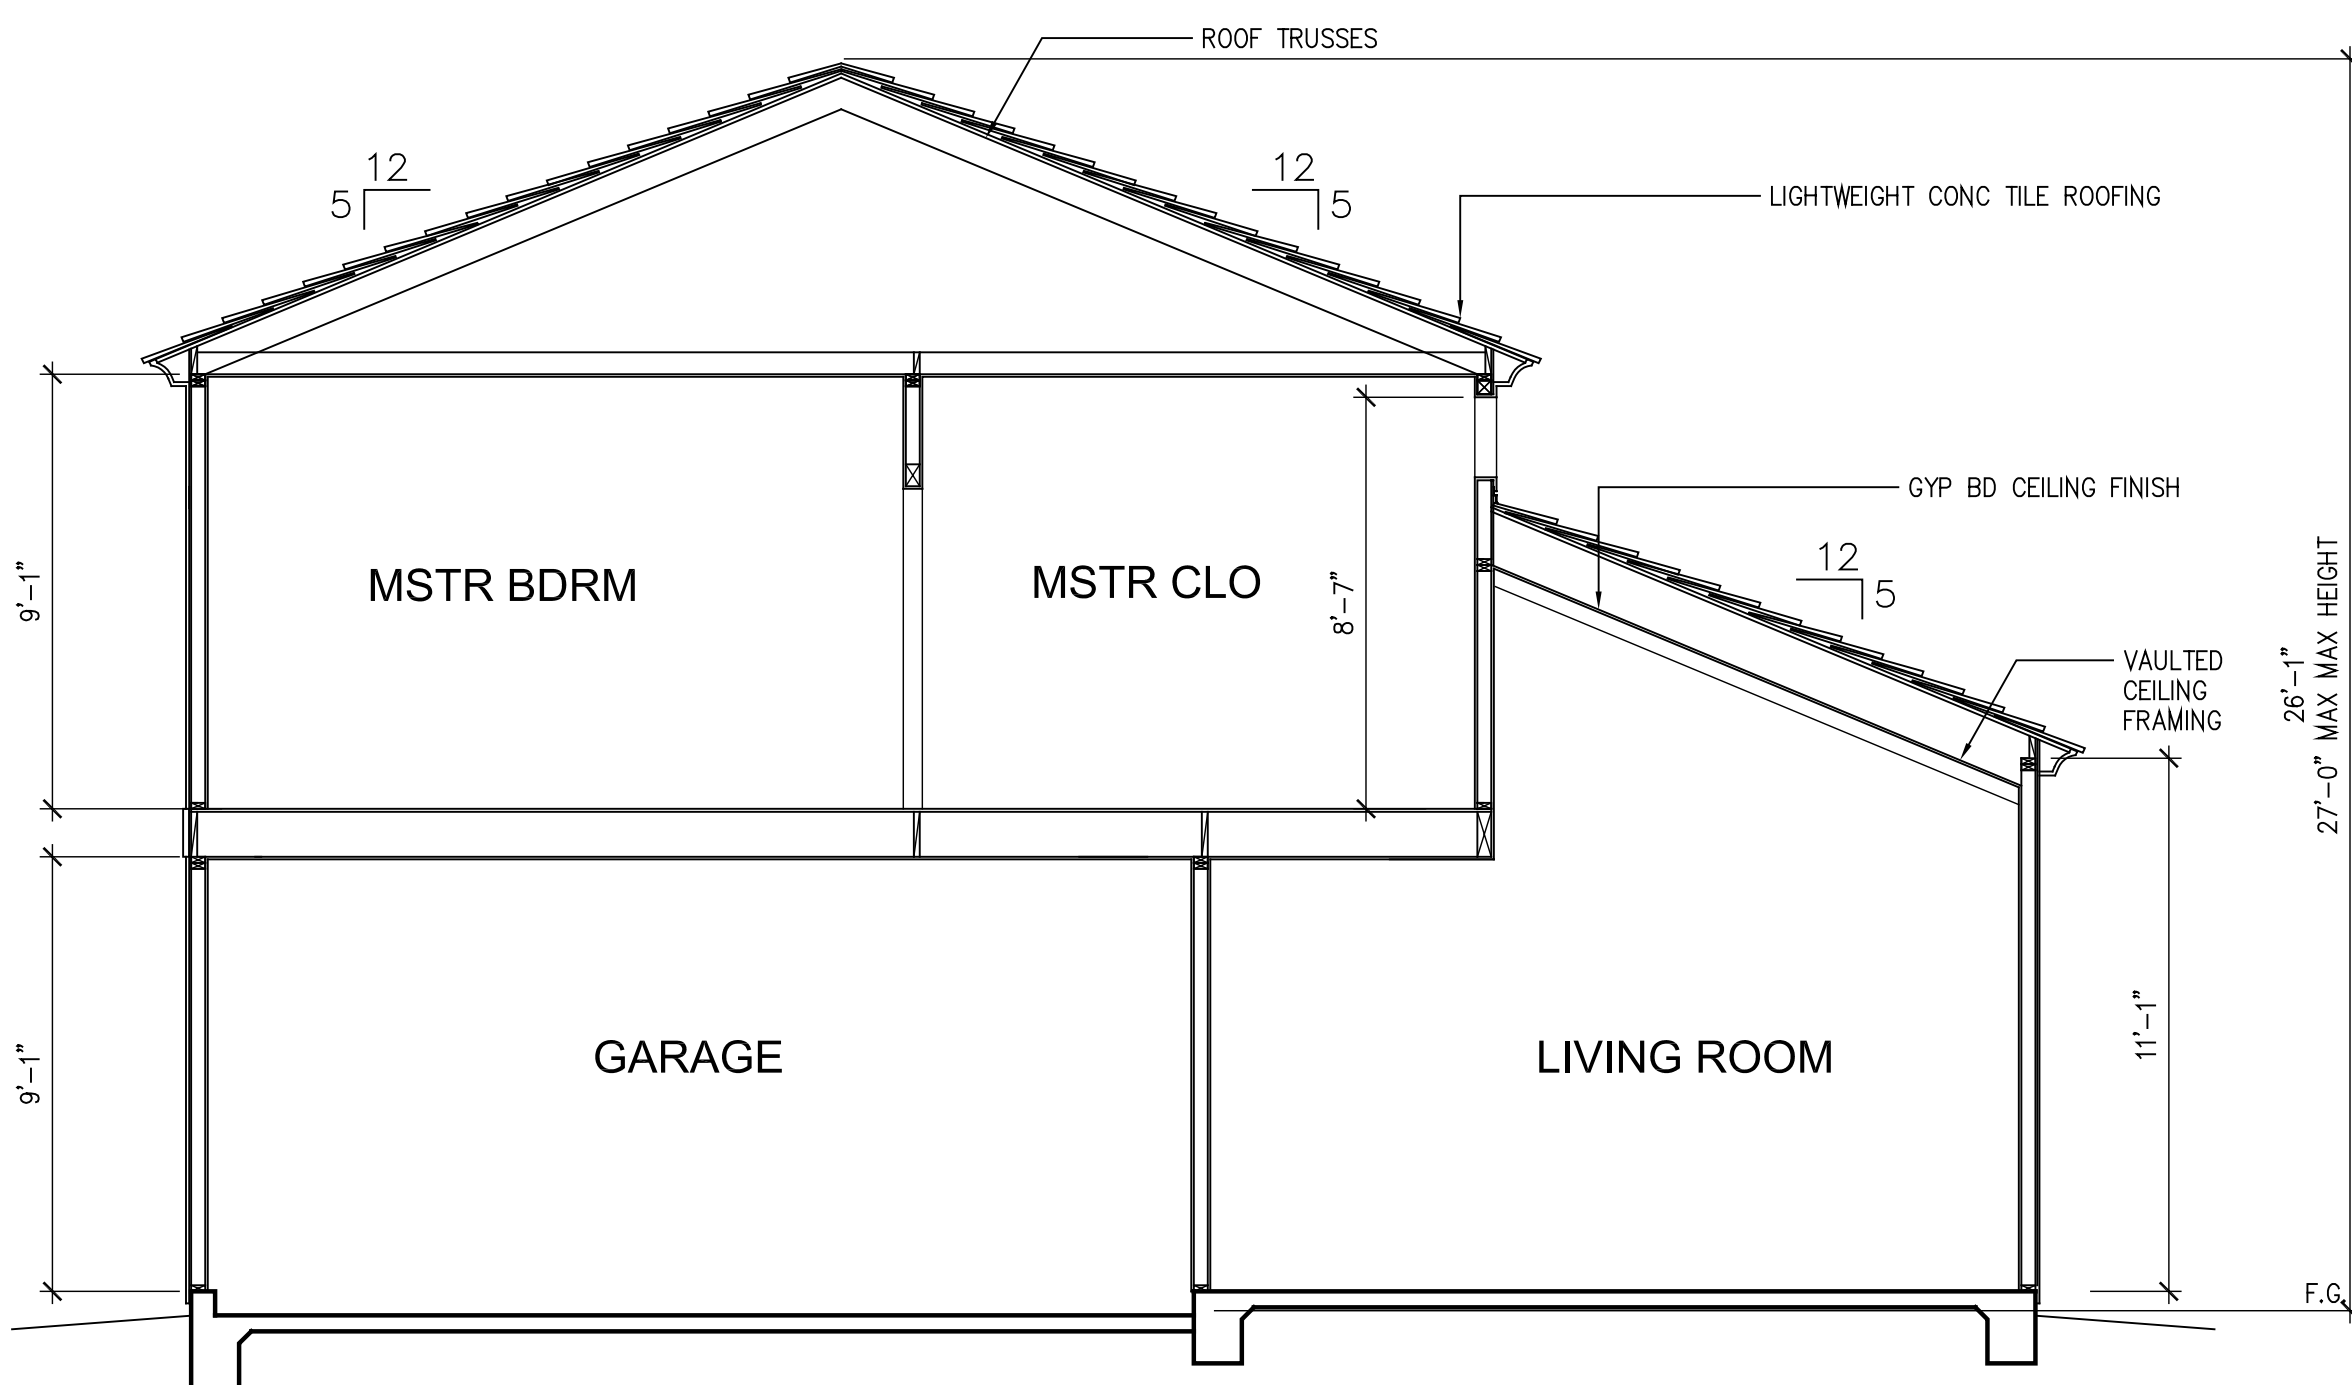 ROOF TRUSSES
12
5
12
5
LIGHTWEIGHT CONC TILE ROOFING
GYP BD CEILING FINISH
12
5
9'-1"
MSTR BDRM
MSTR CLO
8'-7"
VAULTED
CEILING
FRAMING
26'-1"
27'-0" MAX MAX HEIGHT
9'-1"
GARAGE
LIVING ROOM
11'-1"
F.G.